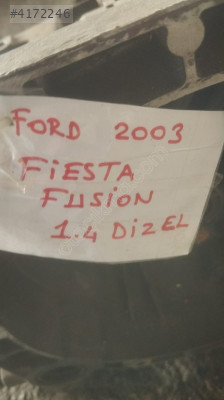 #4172246
FORD 2003
FiESTA
FUSION
1.4 DiZEL